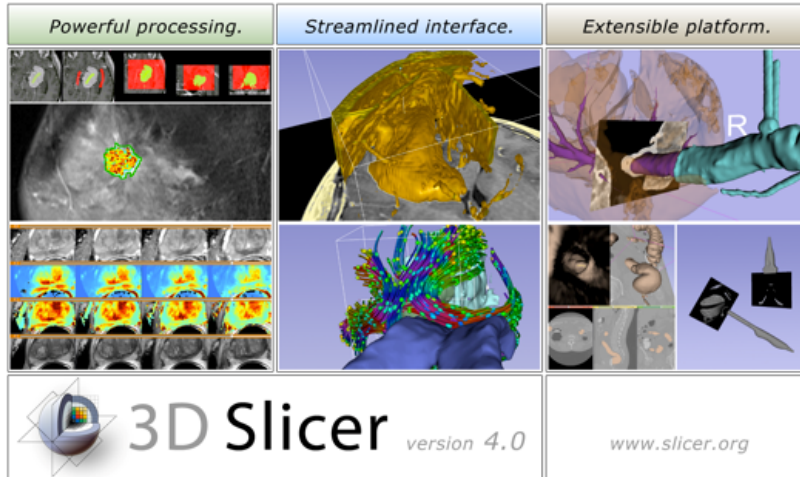 Powerful processing.
Streamlined interface.
Extensible platform.
R
3D Slicer version 4.0
www.slicer.org